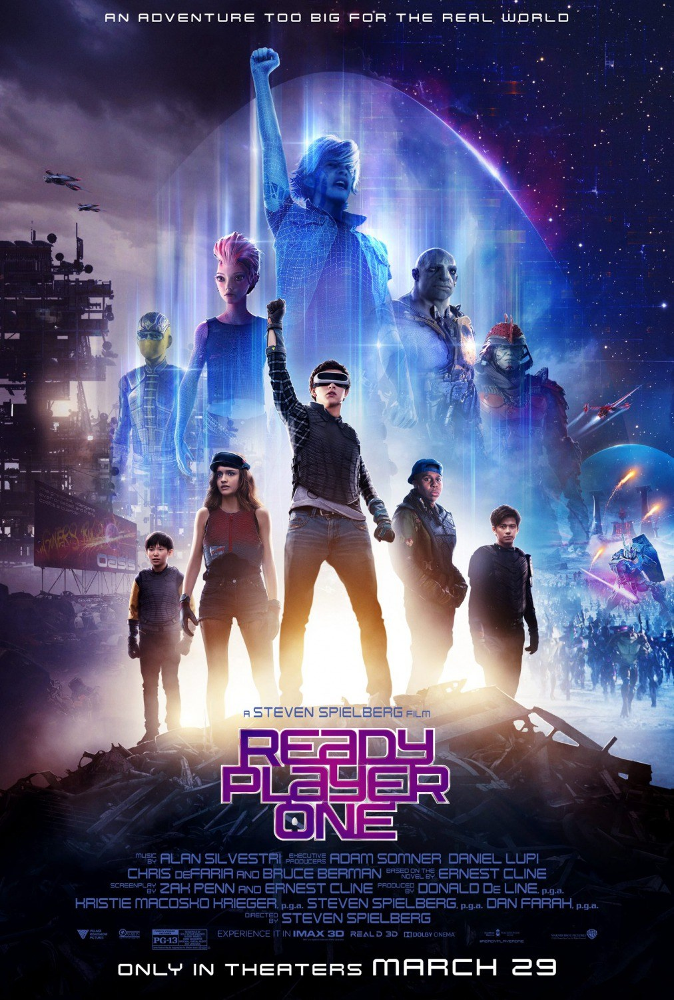 AN ADVENTURE TOO BIG FOR THE REAL WORLD
OASIS
A STEVEN SPIELBERG FILM
READY
PLAYER
ONE
MUSIC BY ALAN SILVESTRI EXECUTIVE PRODUCERS ADAM SOMNER DANIEL LUPI
CHRIS DEFARIA AND BRUCE BERMAN BASED ON THE NOVEL BY ERNEST CLINE
SCREENPLAY BY ZAK PENN AND ERNEST CLINE PRODUCED BY DONALD DE LINE, p.g.a.
KRISTIE MACOSKO KRIEGER, p.g.a. STEVEN SPIELBERG, p.g.a. DAN FARAH, p.g.a.
DIRECTED BY STEVEN SPIELBERG
VILLAGE ROADSHOW PICTURES
PG-13
EXPERIENCE IT IN IMAX 3D REAL D 3D DOLBY CINEMA
#READYPLAYERONE
ONLY IN THEATERS MARCH 29